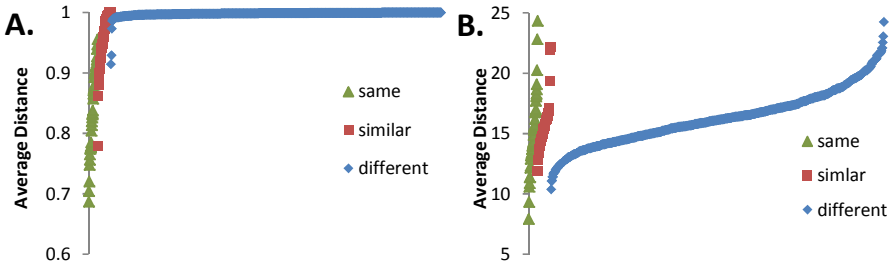 A.
Average Distance
1
0.9
0.8
0.7
0.6
same
similar
different
B.
Average Distance
25
20
15
10
5
same
simlar
different